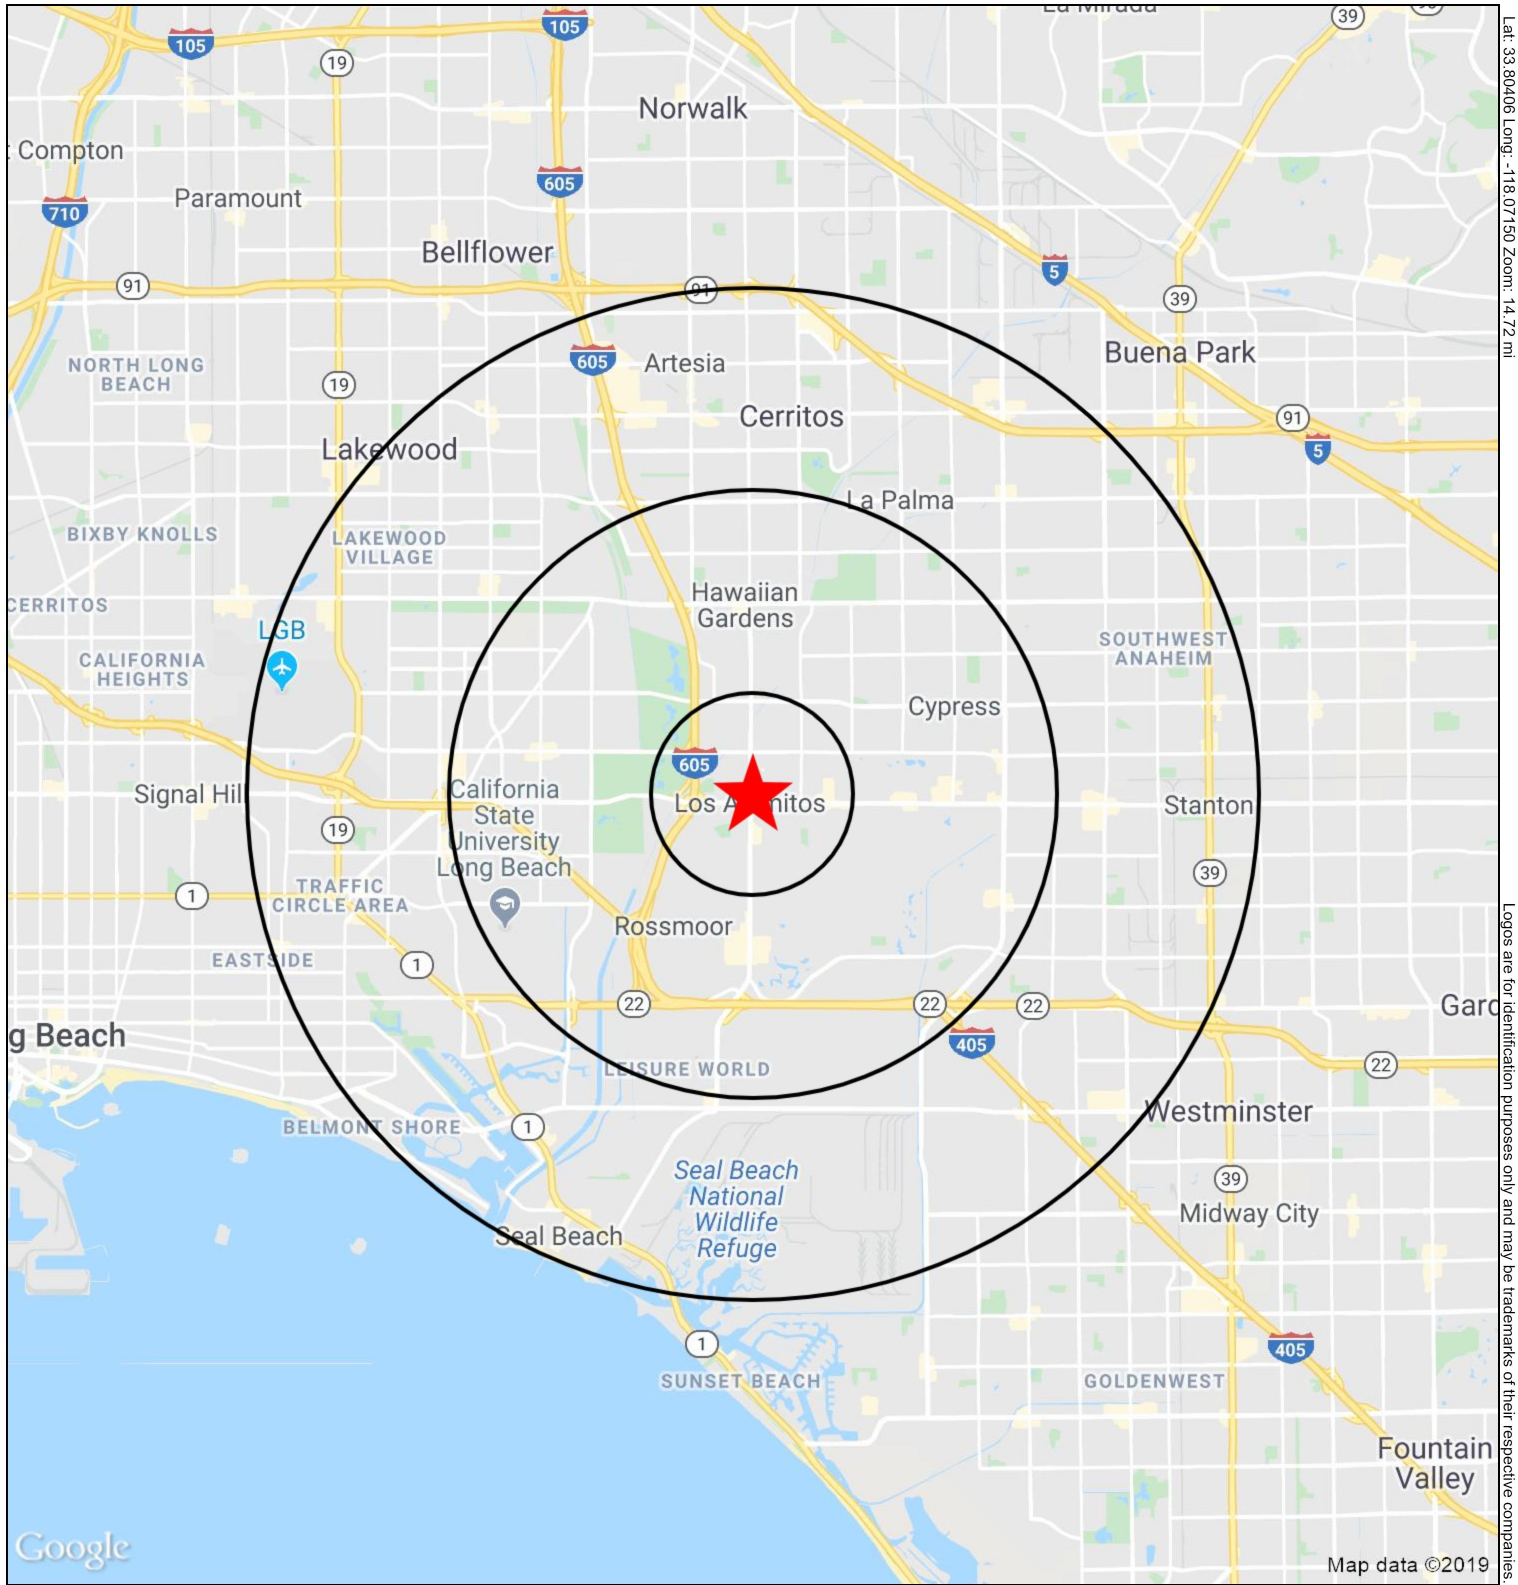 La Mirada
39
105
105
19
Norwalk
Compton
605
Paramount
710
Bellflower
5
91
91
39
605
Artesia
Buena Park
NORTH LONG
BEACH
19
Cerritos
91
Lakewood
5
La Palma
BIXBY KNOLLS
LAKEWOOD
VILLAGE
Hawaiian
Gardens
CERRITOS
LGB
SOUTHWEST
ANAHEIM
CALIFORNIA
HEIGHTS
Cypress
605
California
State
University
Long Beach
Signal Hill
Los Alamitos
Stanton
19
39
1
TRAFFIC
CIRCLE AREA
Rossmoor
EASTSIDE
1
22
22
22
Gard
g Beach
405
LEISURE WORLD
22
Westminster
BELMONT SHORE
1
Seal Beach
National
Wildlife
Refuge
39
Midway City
Seal Beach
1
405
SUNSET BEACH
GOLDENWEST
Fountain
Valley
Google
Map data ©2019
Lat: 33.80406 Long: -118.07150 Zoom: 14.72 mi
Logos are for identification purposes only and may be trademarks of their respective companies.